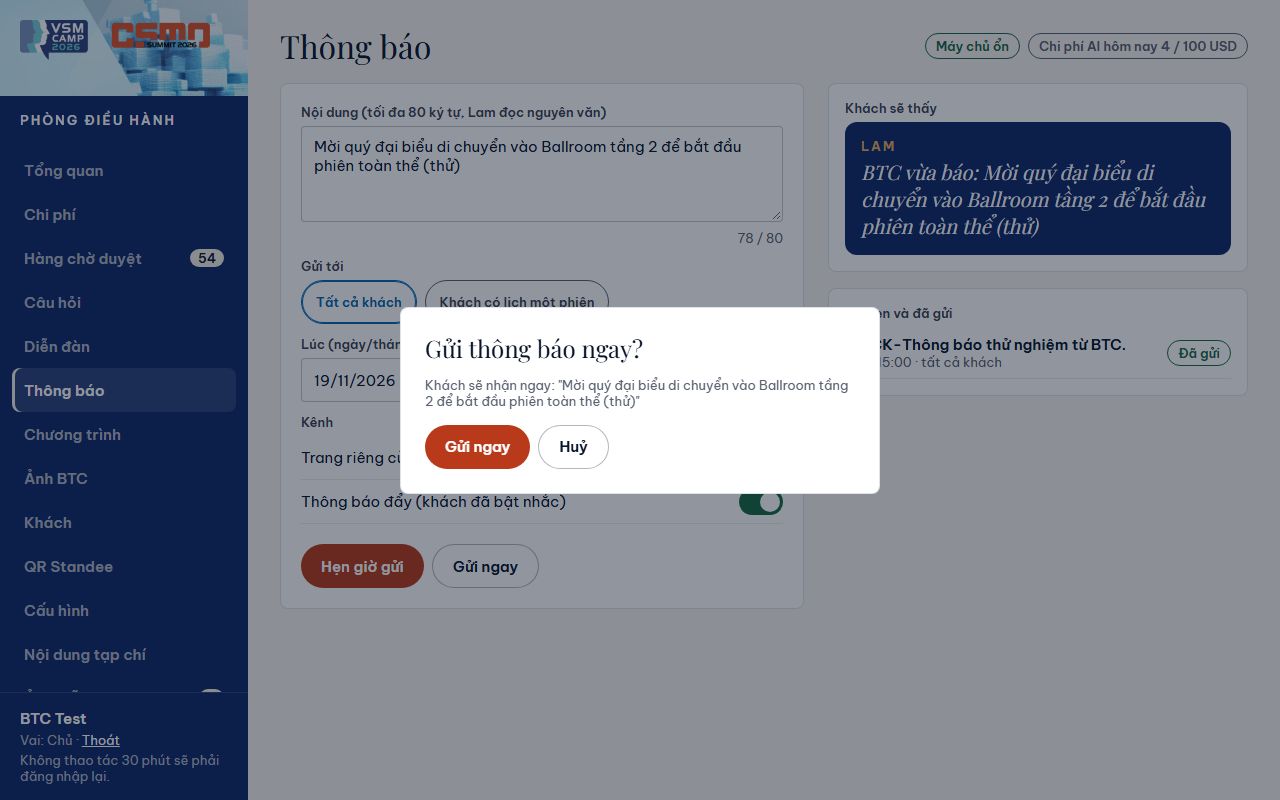 VSM
CAMP
2026
CSMO
SUMMIT 2026
PHÒNG ĐIỀU HÀNH
Tổng quan
Chi phí
Hàng chờ duyệt 54
Câu hỏi
Diễn đàn
Thông báo
Chương trình
Ảnh BTC
Khách
QR Standee
Cấu hình
Nội dung tạp chí
BTC Test
Vai: Chủ · Thoát
Không thao tác 30 phút sẽ phải
đăng nhập lại.
Thông báo
Máy chủ ổn
Chi phí AI hôm nay 4 / 100 USD
Nội dung (tối đa 80 ký tự, Lam đọc nguyên văn)
Mời quý đại biểu di chuyển vào Ballroom tầng 2 để bắt đầu
phiên toàn thể (thử)
78 / 80
Gửi tới
Tất cả khách
Khách có lịch một phiên
Lúc (ngày/thán
19/11/2026
Kênh
Trang riêng
Thông báo đẩy (khách đã bật nhắc)
Hẹn giờ gửi
Gửi ngay
Gửi thông báo ngay?
Khách sẽ nhận ngay: "Mời quý đại biểu di chuyển vào Ballroom tầng
2 để bắt đầu phiên toàn thể (thử)"
Gửi ngay
Huỷ
Khách sẽ thấy
LAM
BTC vừa báo: Mời quý đại biểu di
chuyển vào Ballroom tầng 2 để bắt đầu
phiên toàn thể (thử)
và đã gửi
CK-Thông báo thử nghiệm từ BTC.
15:00 · tất cả khách
Đã gửi